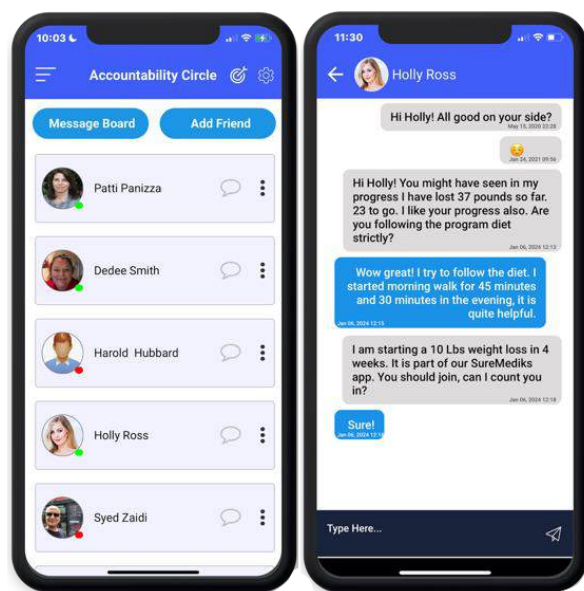 10:03
Accountability Circle
Message Board
Add Friend
Patti Panizza
Dedee Smith
Harold Hubbard
Holly Ross
Syed Zaidi
11:30
Holly Ross
Hi Holly! All good on your side?
May 15, 2020 22:28
Jan 24, 2021 09:56
Hi Holly! You might have seen in my
progress I have lost 37 pounds so far.
23 to go. I like your progress also. Are
you following the program diet
strictly?
Jan 06, 2024 12:12
Wow great! I try to follow the diet. I
started morning walk for 45 minutes
and 30 minutes in the evening, it is
quite helpful.
Jan 06, 2024 12:15
I am starting a 10 Lbs weight loss in 4
weeks. It is part of our SureMediks
app. You should join, can I count you
in?
Jan 06, 2024 12:18
Sure!
Jan 06, 2024
Type Here...